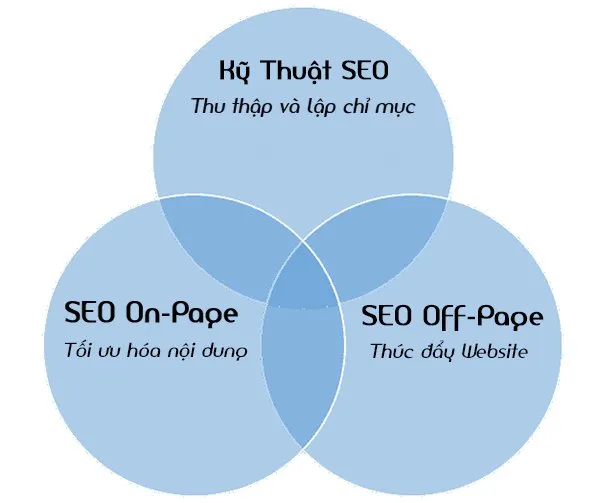 Kỹ Thuật SEO
Thu thập và lập chỉ mục
SEO On-Page
Tối ưu hóa nội dung
SEO Off-Page
Thúc đẩy Website